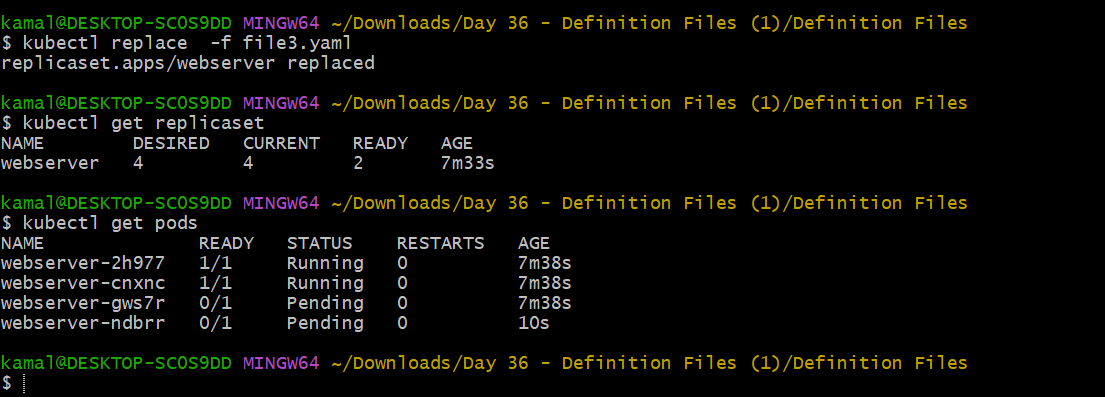 kamal@DESKTOP-SC0S9DD MINGW64 ~/Downloads/Day 36 - Definition Files (1)/Definition Files
$ kubectl replace  -f file3.yaml
replicaset.apps/webserver replaced
kamal@DESKTOP-SC0S9DD MINGW64 ~/Downloads/Day 36 - Definition Files (1)/Definition Files
$ kubectl get replicaset
NAME        DESIRED   CURRENT   READY   AGE
webserver   4         4         2       7m33s
kamal@DESKTOP-SC0S9DD MINGW64 ~/Downloads/Day 36 - Definition Files (1)/Definition Files
$ kubectl get pods
NAME              READY   STATUS    RESTARTS   AGE
webserver-2h977   1/1     Running   0          7m38s
webserver-cnxnc   1/1     Running   0          7m38s
webserver-gws7r   0/1     Pending   0          7m38s
webserver-ndbrr   0/1     Pending   0          10s
kamal@DESKTOP-SC0S9DD MINGW64 ~/Downloads/Day 36 - Definition Files (1)/Definition Files
$